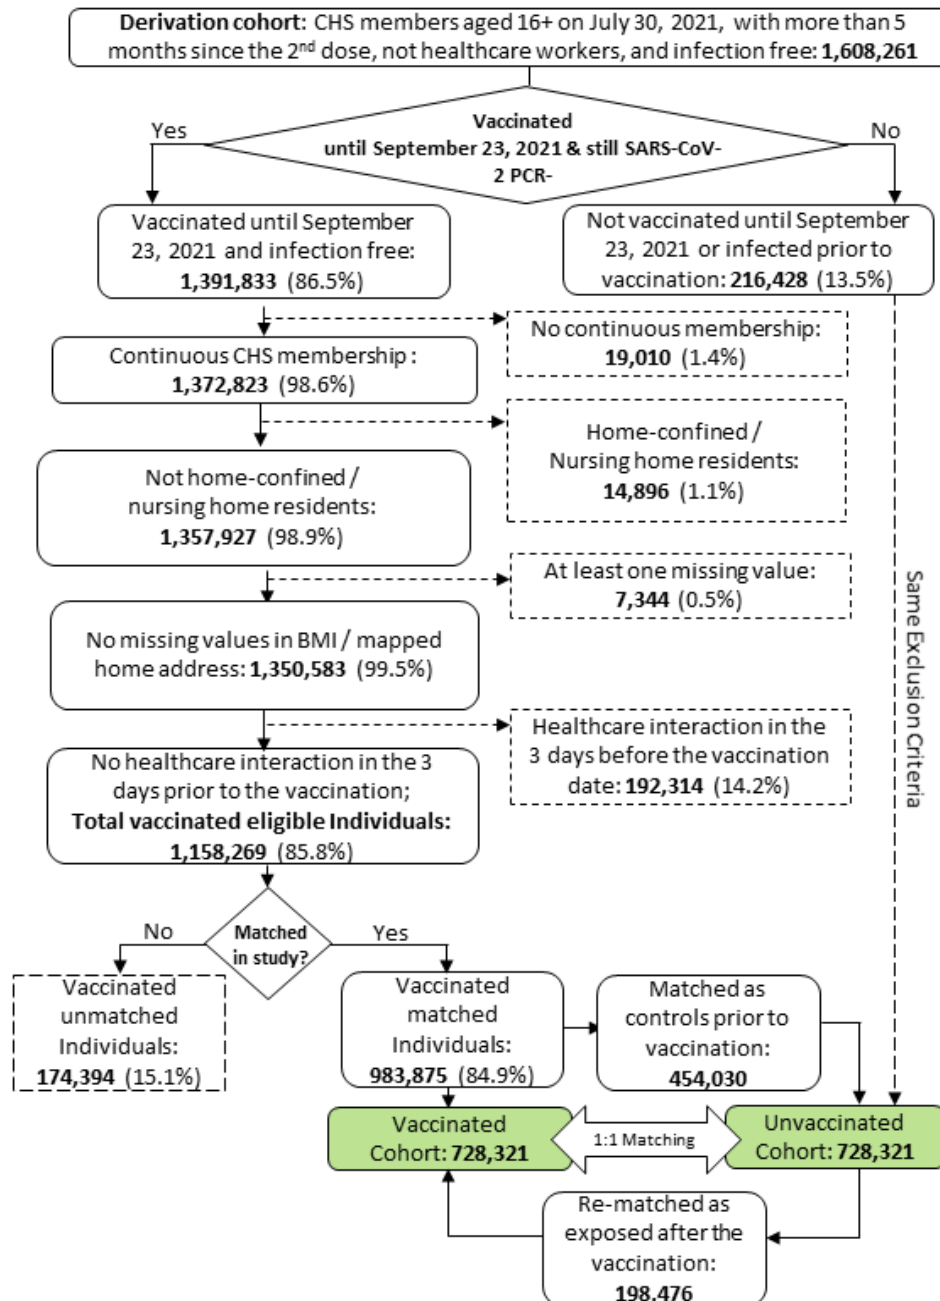 Derivation cohort: CHS members aged 16+ on July 30, 2021, with more than 5
months since the 2nd dose, not healthcare workers, and infection free: 1,608,261
Yes
No
Vaccinated
until September 23, 2021 & still SARS-CoV-
2 PCR-
Vaccinated until September
23, 2021 and infection free:
1,391,833 (86.5%)
Not vaccinated until September
23, 2021 or infected prior to
vaccination: 216,428 (13.5%)
No continuous membership:
19,010 (1.4%)
Continuous CHS membership :
1,372,823 (98.6%)
Home-confined /
Nursing home residents:
14,896 (1.1%)
Not home-confined /
nursing home residents:
1,357,927 (98.9%)
At least one missing value:
7,344 (0.5%)
No missing values in BMI / mapped
home address: 1,350,583 (99.5%)
Same Exclusion Criteria
Healthcare interaction in the
3 days before the vaccination
date: 192,314 (14.2%)
No healthcare interaction in the 3
days prior to the vaccination;
Total vaccinated eligible Individuals:
1,158,269 (85.8%)
No
Matched
in study?
Yes
Vaccinated
unmatched
Individuals:
174,394 (15.1%)
Vaccinated
matched
Individuals:
983,875 (84.9%)
Matched as
controls prior to
vaccination:
454,030
Vaccinated
Cohort: 728,321
1:1 Matching
Unvaccinated
Cohort: 728,321
Re-matched as
exposed after the
vaccination:
198,476